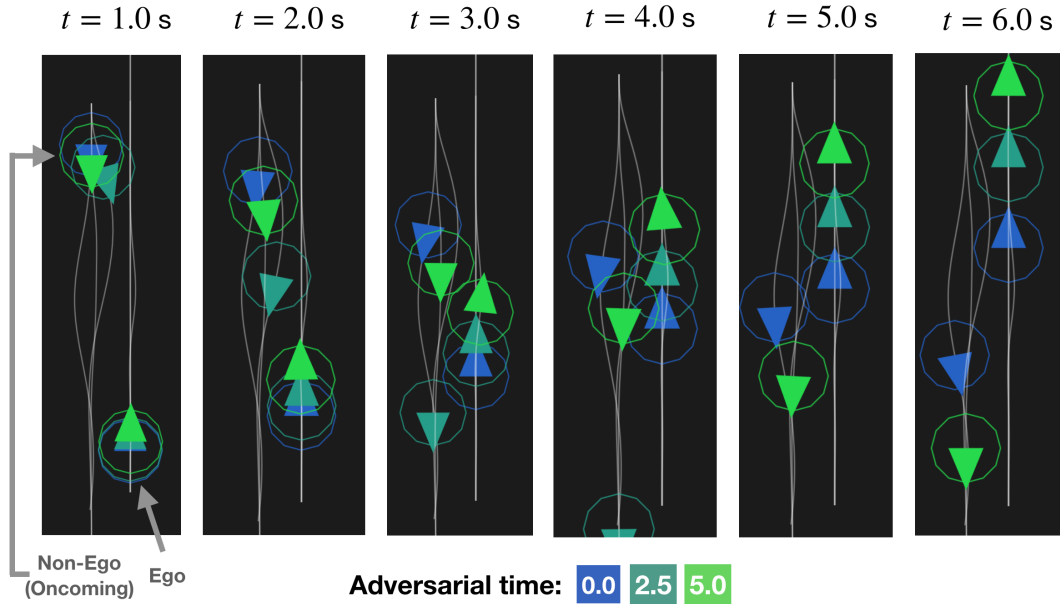 t = 1.0 s
t = 2.0 s
t = 3.0 s
t = 4.0 s
t = 5.0 s
t = 6.0 s
Non-Ego
(Oncoming)
Ego
Adversarial time: 0.0 2.5 5.0